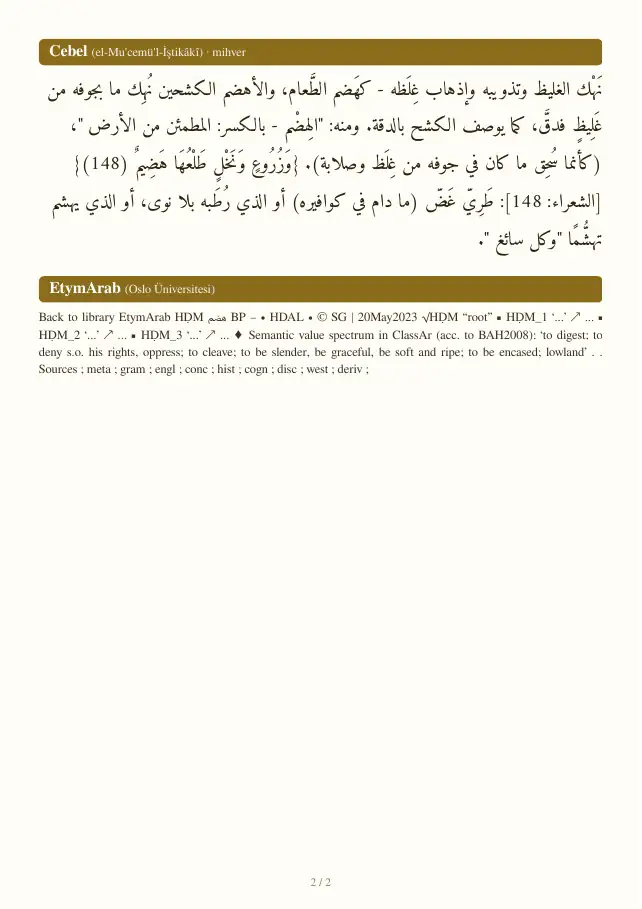 Cebel (el-Mu'cemü'l-İştikâkî) · mihver
نَهْك الغليظ وتذويبه وإذهاب غِلَظه - كهَضم الطَّعام، والأهضم الكشحين نُهِك ما بجوفه من
غَلِيظٍ فدقَّ، كما يوصف الكشح بالدقة. ومنه: "الهِضْم - بالكسر: المطمئن من الأرض "،
(كأنما سُحِق ما كان في جوفه من غِلَظ وصلابة). {وَزُرُوعٍ وَنَخْلٍ طَلْعُهَا هَضِيمٌ (148)}
[الشعراء: 148]: طَرِيّ غَضّ (ما دام في كوافيره) أو الذي رُطَبه بلا نوى، أو الذي يهشم
تهشُّمًا "وكل سائغ ".
EtymArab (Oslo Üniversitesi)
Back to library EtymArab HḌM هضم BP – • HDAL • © SG | 20May2023 √HḌM “root” ▪ HḌM_1 ‘...’ ↗ ... ▪
HḌM_2 ‘...’ ↗ ... ▪ HḌM_3 ‘...’ ↗ ... ♦ Semantic value spectrum in ClassAr (acc. to BAH2008): ‘to digest; to
deny s.o. his rights, oppress; to cleave; to be slender, be graceful, be soft and ripe; to be encased; lowland’ . .
Sources ; meta ; gram ; engl ; conc ; hist ; cogn ; disc ; west ; deriv ;
2 / 2